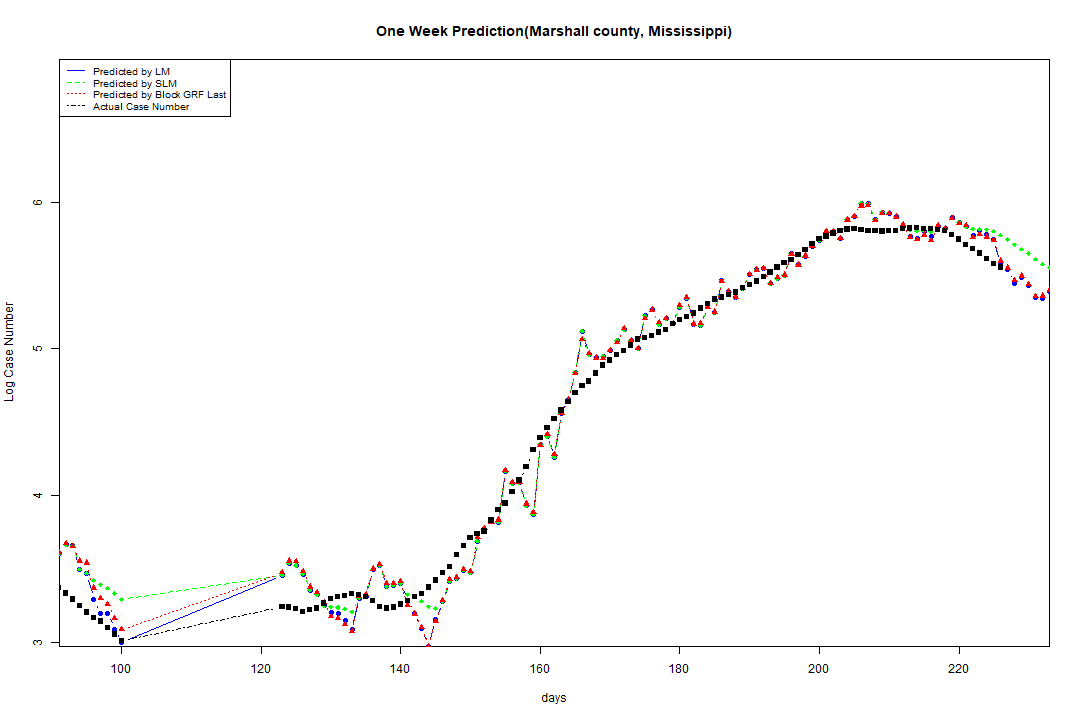 One Week Prediction(Marshall county, Mississippi)
Predicted by LM
Predicted by SLM
Predicted by Block GRF Last
Actual Case Number
6
5
4
3
Log Case Number
100 120 140 160 180 200 220
days